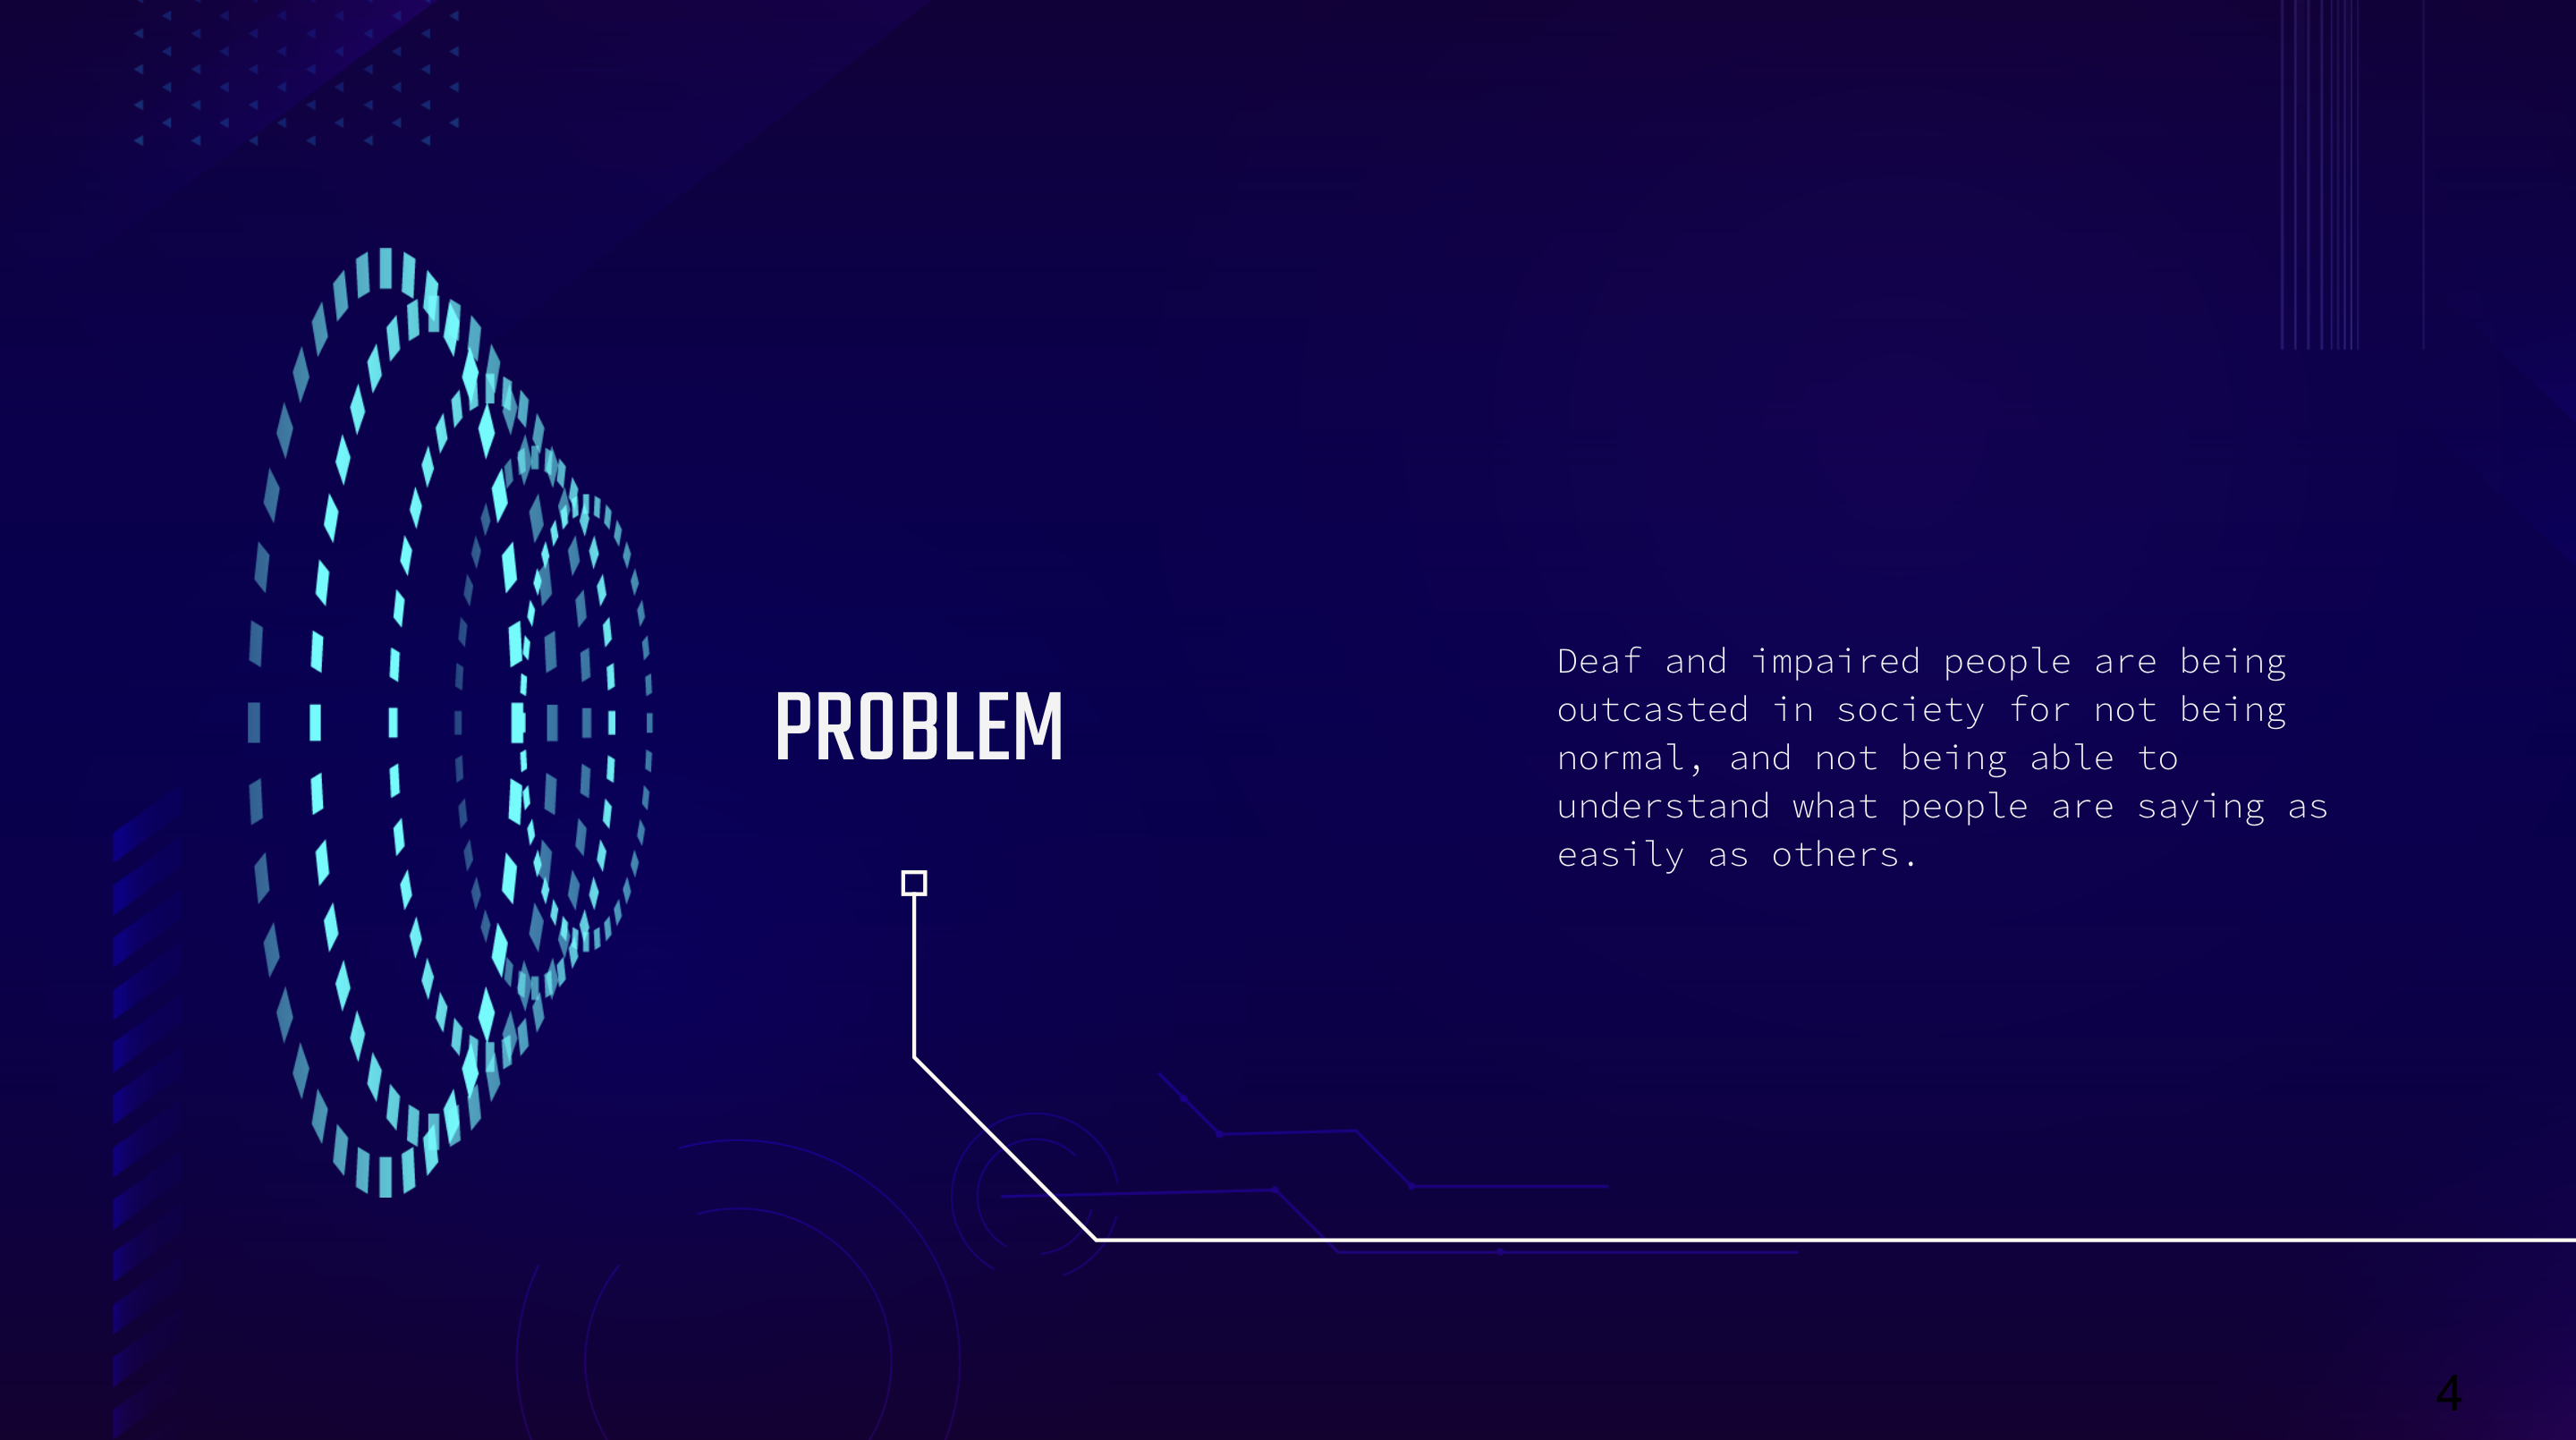 PROBLEM
Deaf and impaired people are being
outcasted in society for not being
normal, and not being able to
understand what people are saying as
easily as others.
4